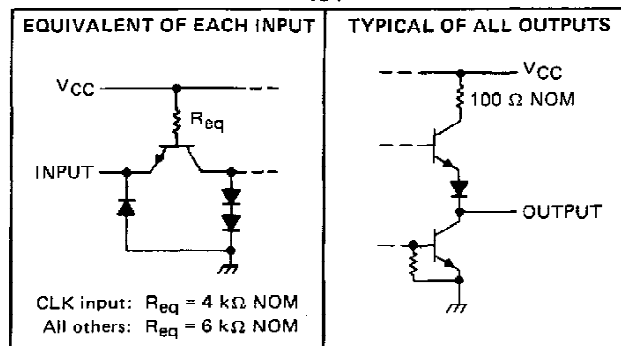 EQUIVALENT OF EACH INPUT
VCC
Req
INPUT
CLK input: Req = 4 kΩ NOM
All others: Req = 6 kΩ NOM
TYPICAL OF ALL OUTPUTS
VCC
100 Ω NOM
OUTPUT